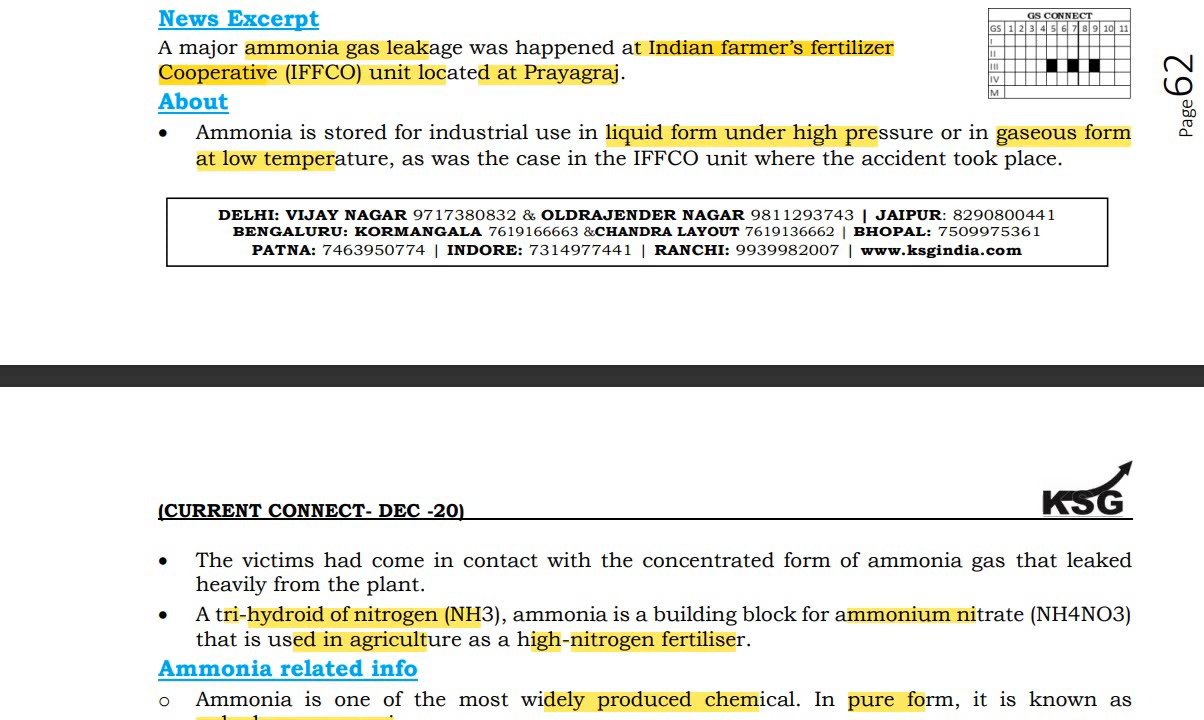 News Excerpt
GS CONNECT
GS 1 2 3 4 5 6 7 8 9 10 11
I
II
III
IV
M
A major ammonia gas leakage was happened at Indian farmer's fertilizer
Cooperative (IFFCO) unit located at Prayagraj.
Page 62
About
• Ammonia is stored for industrial use in liquid form under high pressure or in gaseous form
at low temperature, as was the case in the IFFCO unit where the accident took place.
DELHI: VIJAY NAGAR 9717380832 & OLDRAJENDER NAGAR 9811293743 | JAIPUR: 8290800441
BENGALURU: KORMANGALA 7619166663 &CHANDRA LAYOUT 7619136662 | BHOPAL: 7509975361
PATNA: 7463950774 | INDORE: 7314977441 | RANCHI: 9939982007 | www.ksgindia.com
KSG
(CURRENT CONNECT- DEC -20)
• The victims had come in contact with the concentrated form of ammonia gas that leaked
heavily from the plant.
• A tri-hydroid of nitrogen (NH3), ammonia is a building block for ammonium nitrate (NH4NO3)
that is used in agriculture as a high-nitrogen fertiliser.
Ammonia related info
o Ammonia is one of the most widely produced chemical. In pure form, it is known as